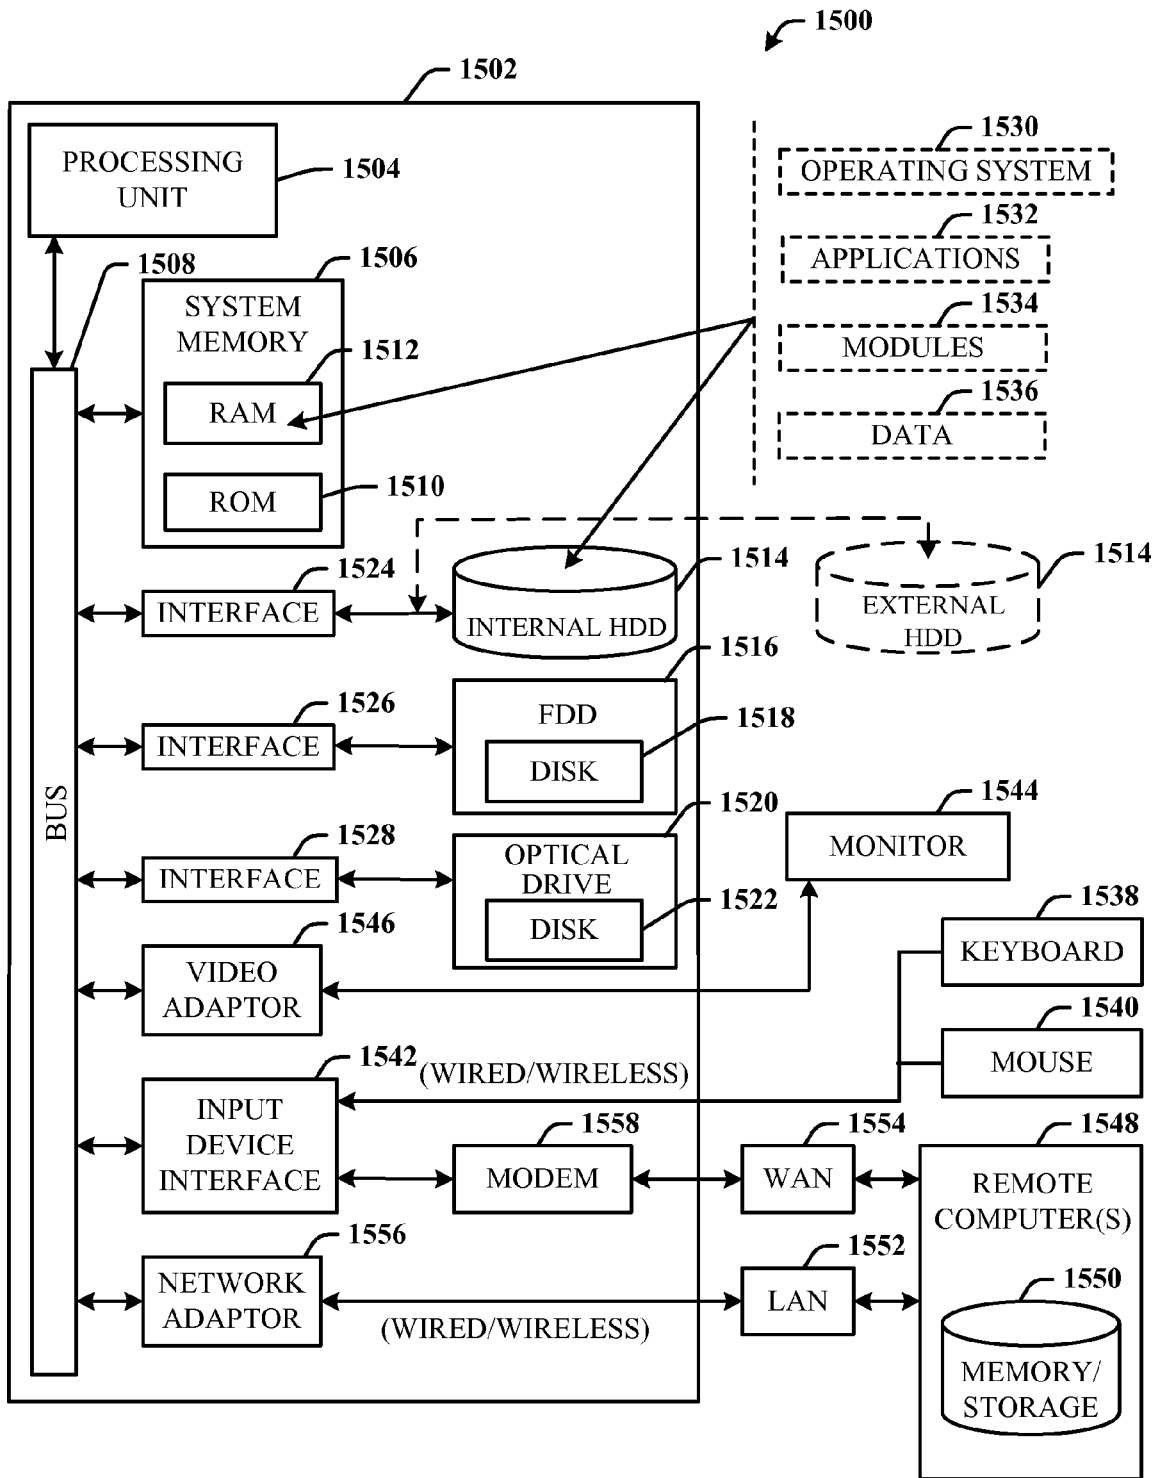 1500
1502
PROCESSING
UNIT
1504
1530
OPERATING SYSTEM
1532
APPLICATIONS
1534
MODULES
1536
DATA
1508
1506
SYSTEM
MEMORY
1512
RAM
1510
ROM
1524
INTERFACE
1514
INTERNAL HDD
1514
EXTERNAL
HDD
1526
INTERFACE
1516
FDD
1518
DISK
BUS
1528
INTERFACE
1520
OPTICAL
DRIVE
1522
DISK
1544
MONITOR
1546
VIDEO
ADAPTOR
1538
KEYBOARD
1540
MOUSE
1542
(WIRED/WIRELESS)
INPUT
DEVICE
INTERFACE
1558
MODEM
1554
WAN
1548
REMOTE
COMPUTER(S)
1556
NETWORK
ADAPTOR
(WIRED/WIRELESS)
1552
LAN
1550
MEMORY/
STORAGE